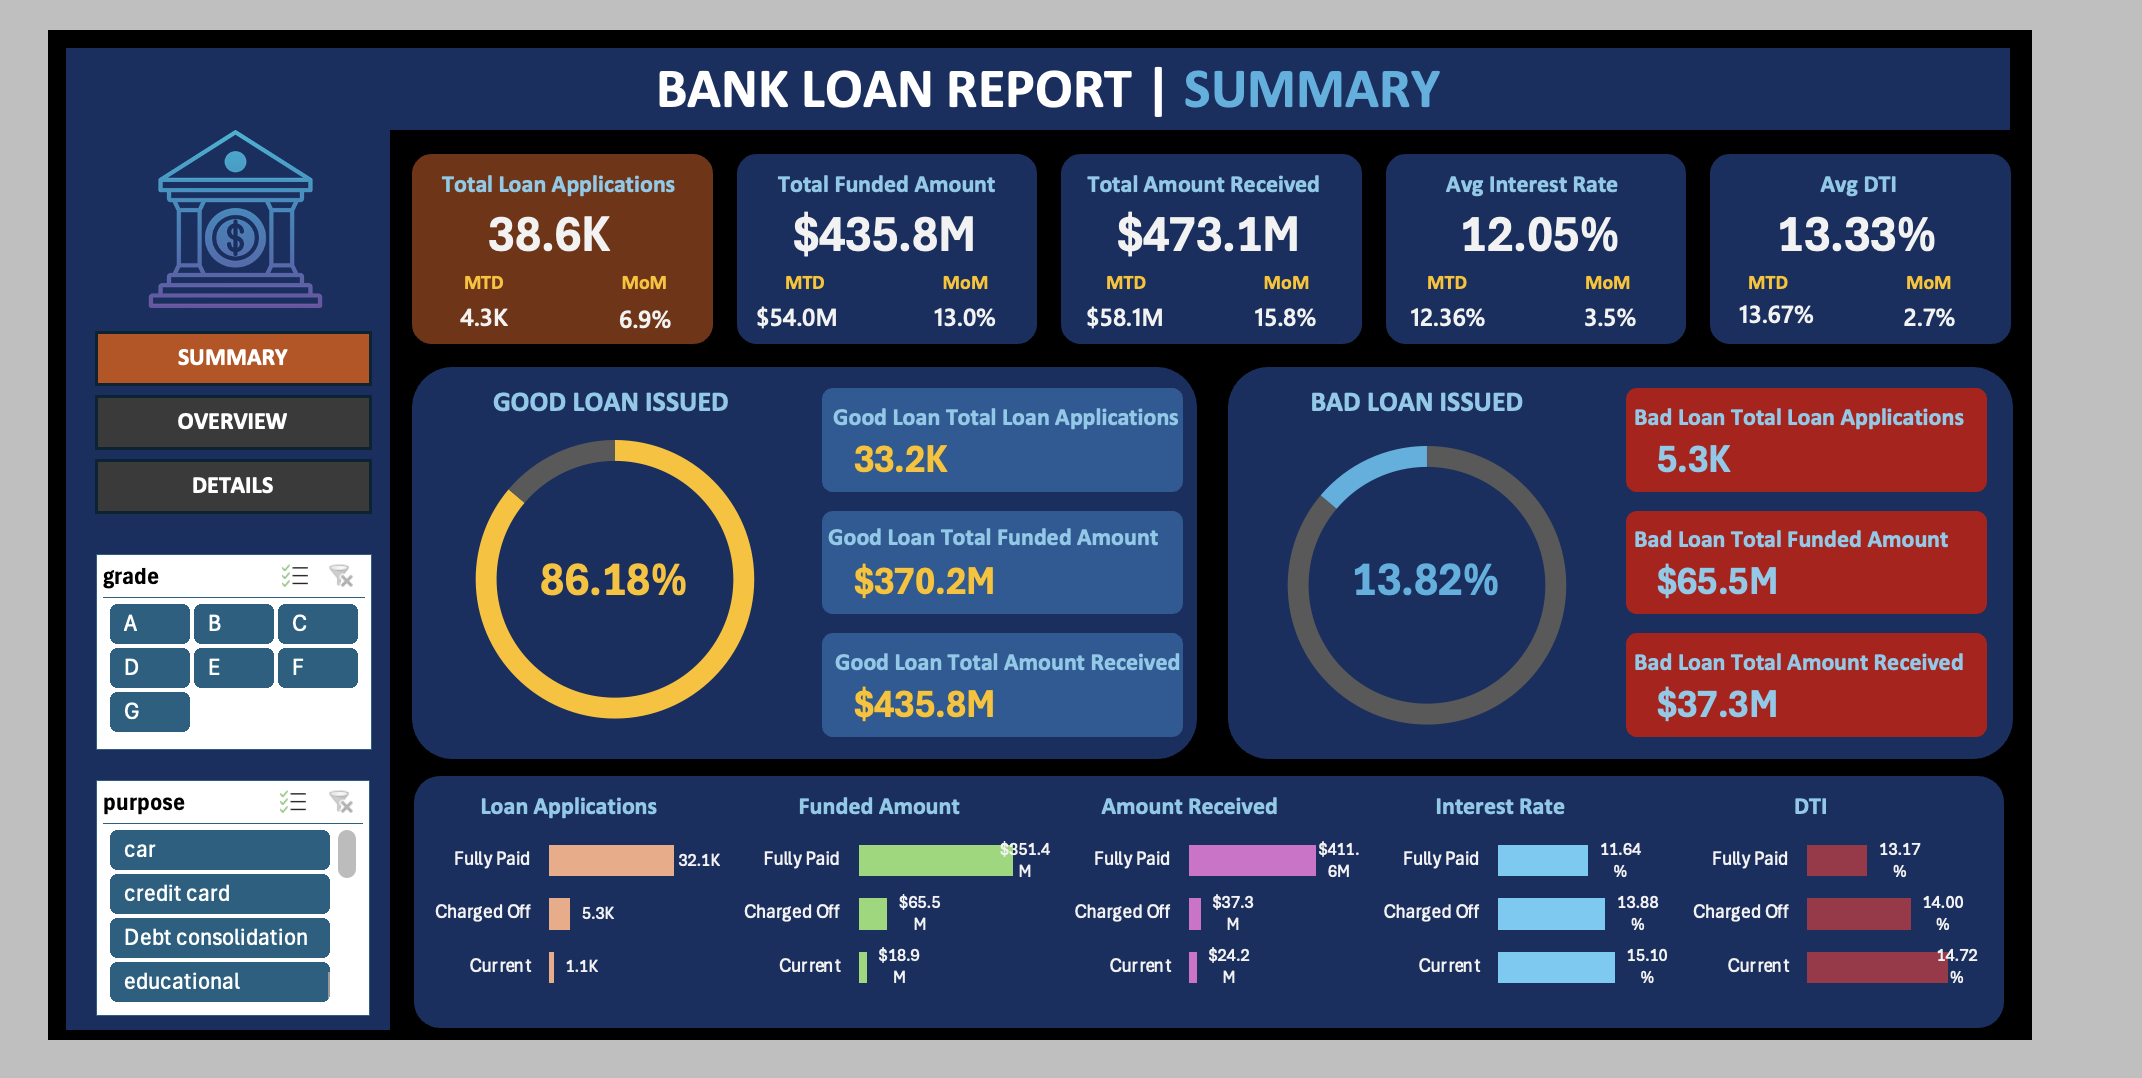 BANK LOAN REPORT | SUMMARY
$
SUMMARY
OVERVIEW
DETAILS
grade
A B C
D E F
G
purpose
car
credit card
Debt consolidation
educational
Total Loan Applications
38.6K
MTD MoM
4.3K 6.9%
Total Funded Amount
$435.8M
MTD MoM
$54.0M 13.0%
Total Amount Received
$473.1M
MTD MoM
$58.1M 15.8%
Avg Interest Rate
12.05%
MTD MoM
12.36% 3.5%
Avg DTI
13.33%
MTD MoM
13.67% 2.7%
GOOD LOAN ISSUED
86.18%
Good Loan Total Loan Applications
33.2K
Good Loan Total Funded Amount
$370.2M
Good Loan Total Amount Received
$435.8M
BAD LOAN ISSUED
13.82%
Bad Loan Total Loan Applications
5.3K
Bad Loan Total Funded Amount
$65.5M
Bad Loan Total Amount Received
$37.3M
Loan Applications
Fully Paid 32.1K
Charged Off 5.3K
Current 1.1K
Funded Amount
Fully Paid $351.4
M
Charged Off $65.5
M
Current $18.9
M
Amount Received
Fully Paid $411.
6M
Charged Off $37.3
M
Current $24.2
M
Interest Rate
Fully Paid 11.64
%
Charged Off 13.88
%
Current 15.10
%
DTI
Fully Paid 13.17
%
Charged Off 14.00
%
Current 14.72
%